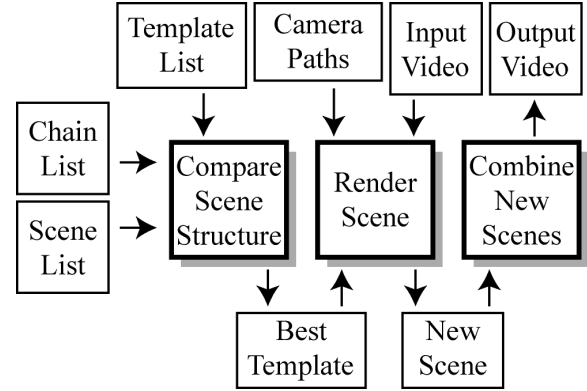 Template
List
Camera
Paths
Input
Video
Output
Video
Chain
List
Scene
List
Compare
Scene
Structure
Render
Scene
Combine
New
Scenes
Best
Template
New
Scene